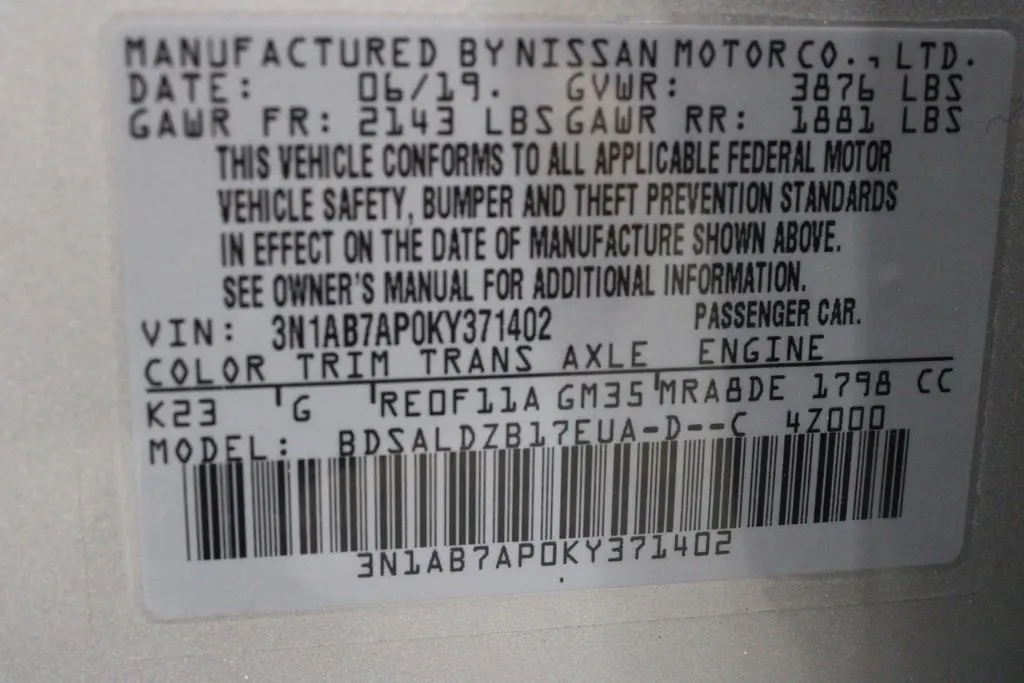 MANUFACTURED BY NISSAN MOTOR CO., LTD.
DATE: 06/19. GVWR: 3876 LBS
GAWR FR: 2143 LBS GAWR RR: 1881 LBS
THIS VEHICLE CONFORMS TO ALL APPLICABLE FEDERAL MOTOR
VEHICLE SAFETY, BUMPER AND THEFT PREVENTION STANDARDS
IN EFFECT ON THE DATE OF MANUFACTURE SHOWN ABOVE.
SEE OWNER'S MANUAL FOR ADDITIONAL INFORMATION.
VIN: 3N1AB7AP0KY371402 PASSENGER CAR.
COLOR TRIM TRANS AXLE ENGINE
K23 G RE0F11A GM35 MRA8DE 1798 CC
MODEL: BDSALDZB17EUA-D--C 4Z000
3N1AB7AP0KY371402